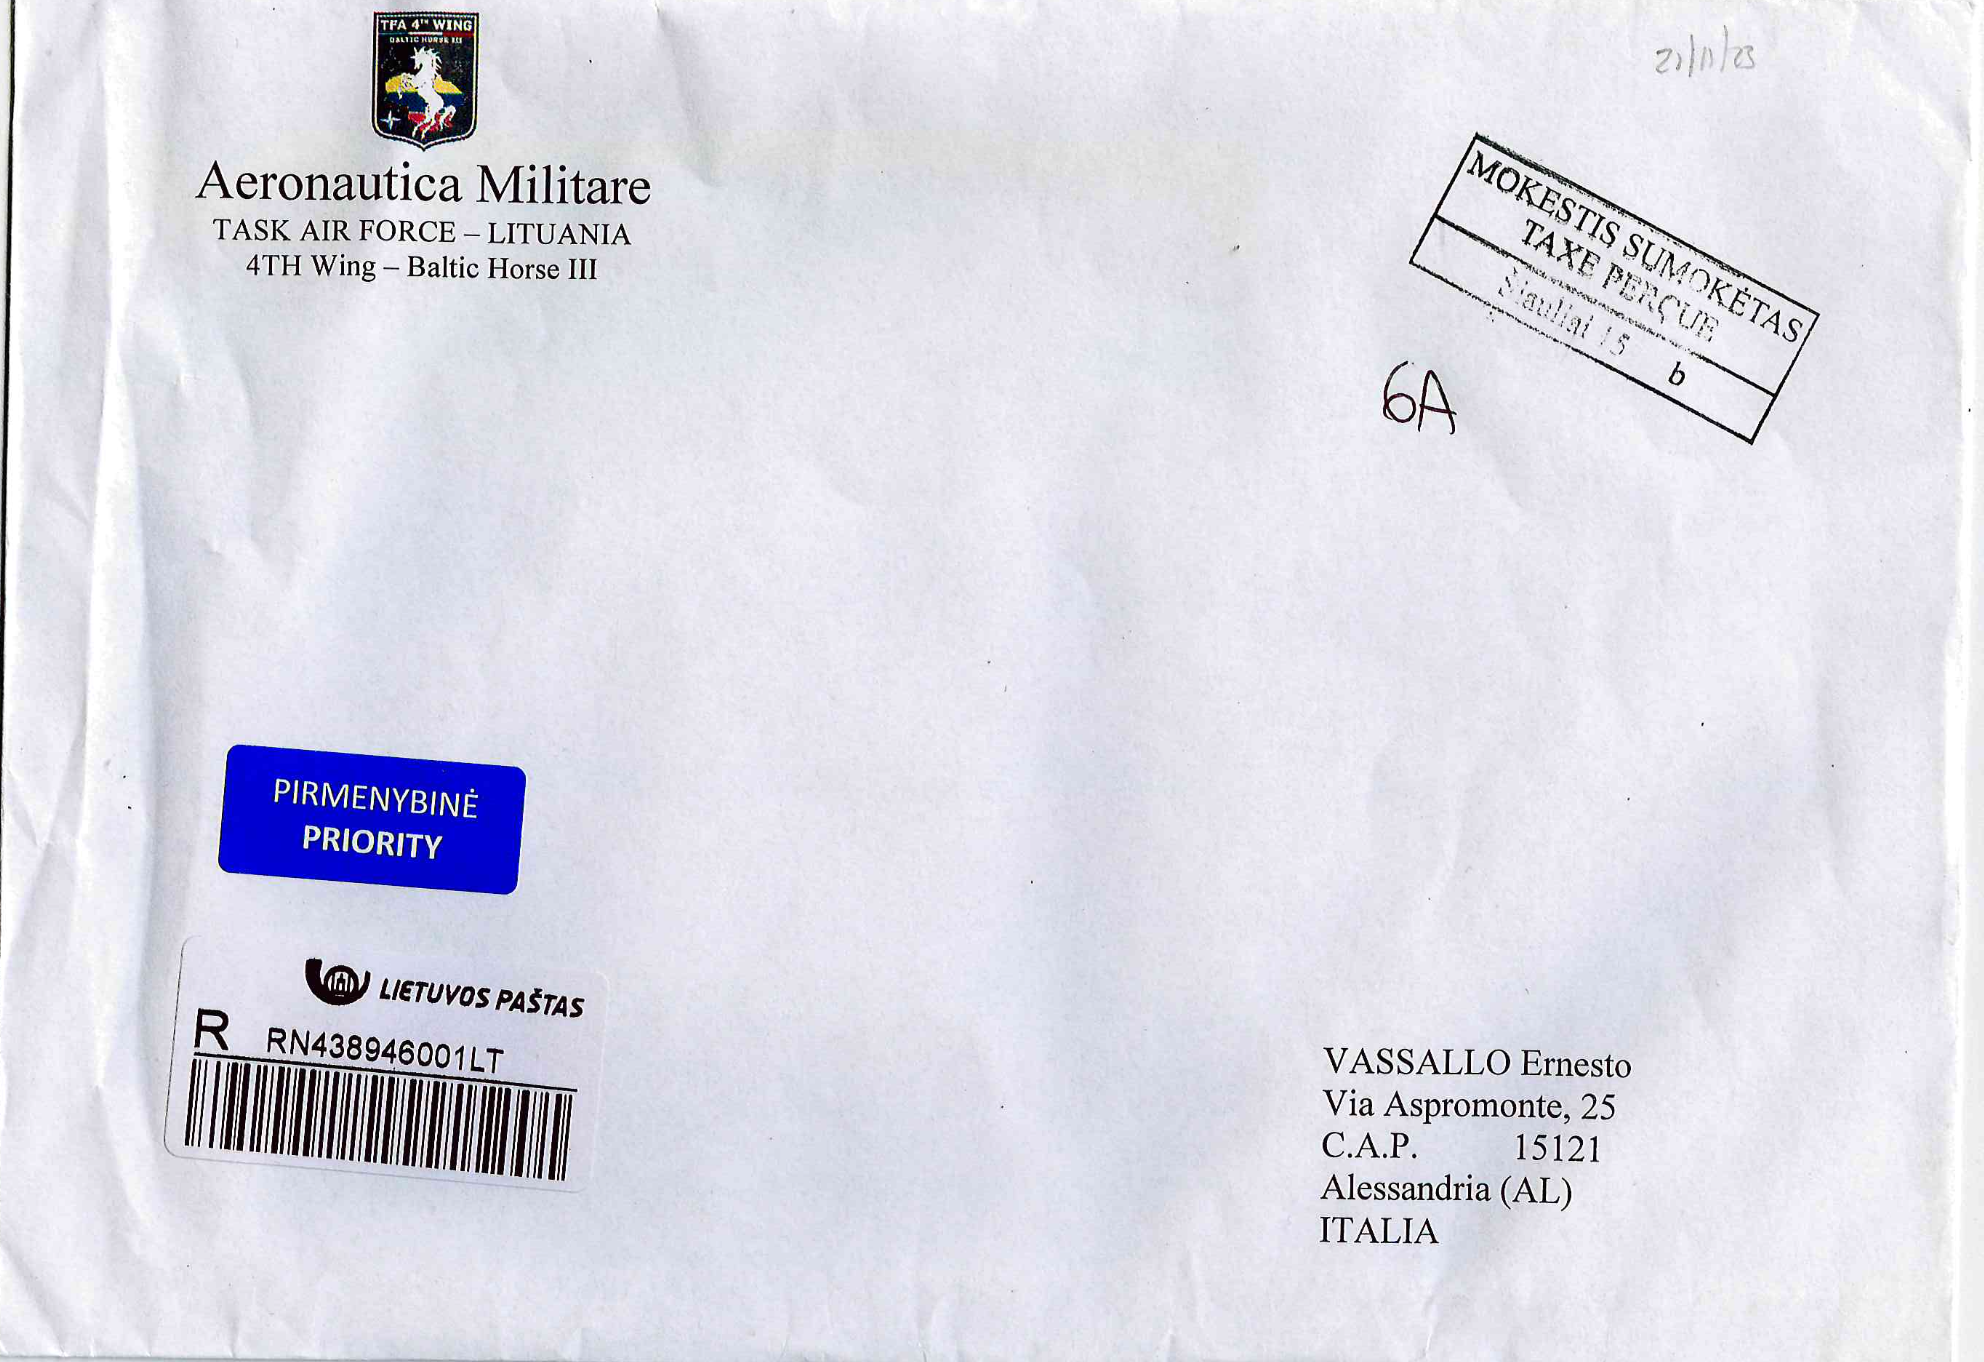 TFA 4TH WING
BALTIC HORSE III
Aeronautica Militare
TASK AIR FORCE – LITUANIA
4TH Wing – Baltic Horse III
21/11/23
MOKESTIS SUMOKĖTAS
TAXE PERÇUE
Šiauliai 15 b
6A
PIRMENYBINĖ
PRIORITY
LIETUVOS PAŠTAS
R RN438946001LT
VASSALLO Ernesto
Via Aspromonte, 25
C.A.P. 15121
Alessandria (AL)
ITALIA